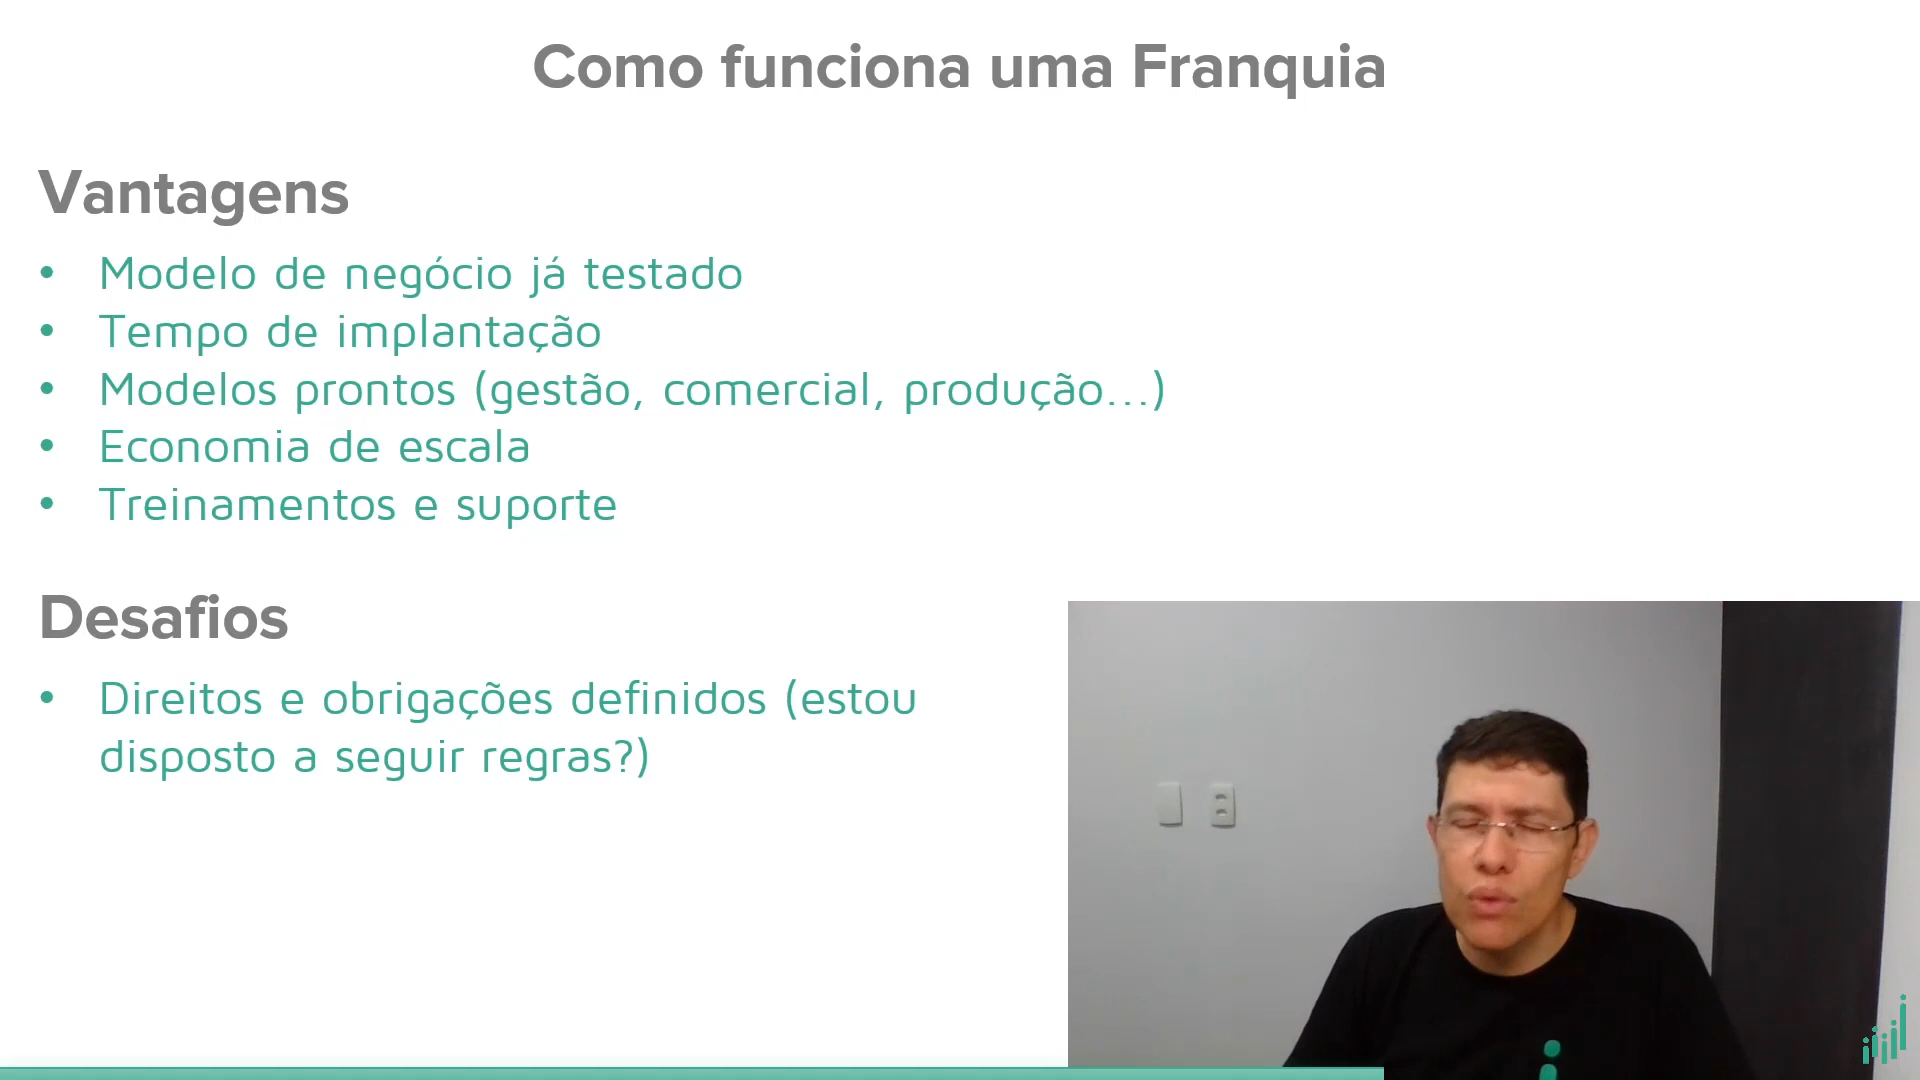 Como funciona uma Franquia
Vantagens
• Modelo de negócio já testado
• Tempo de implantação
• Modelos prontos (gestão, comercial, produção...)
• Economia de escala
• Treinamentos e suporte
Desafios
• Direitos e obrigações definidos (estou
disposto a seguir regras?)